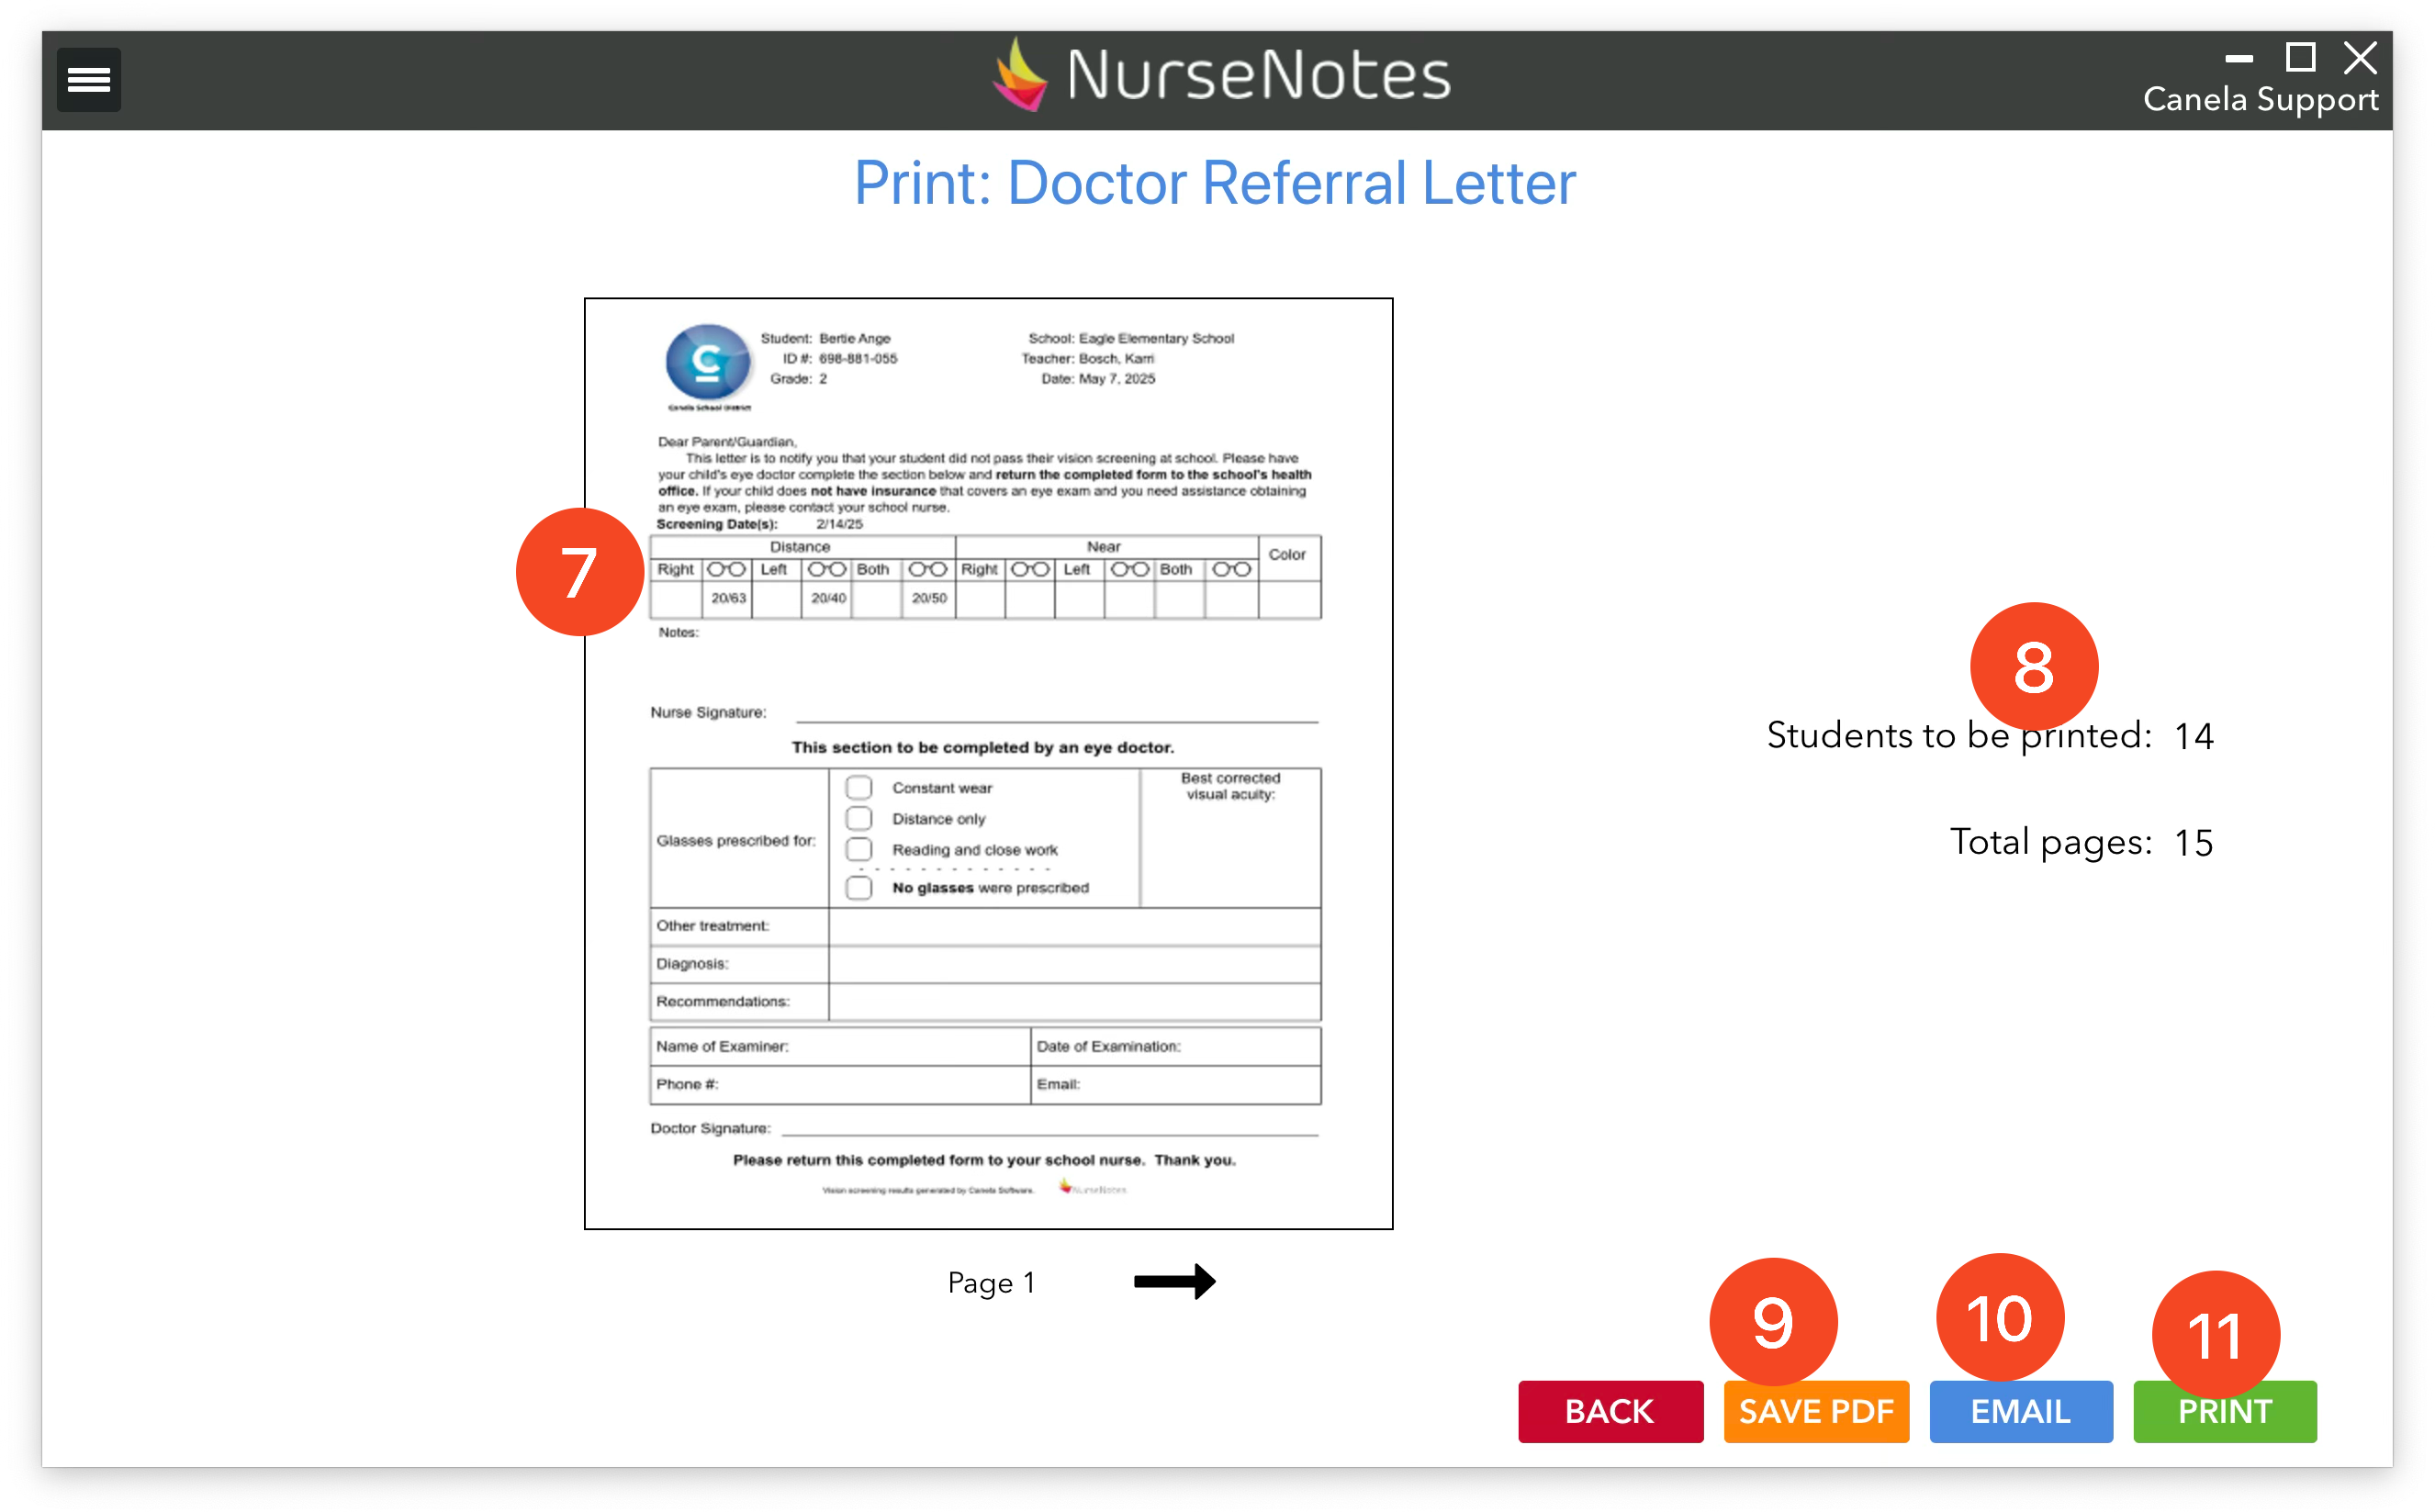 NurseNotes
Canela Support
Print: Doctor Referral Letter
Student: Bertie Ange
ID #: 698-881-055
Grade: 2
School: Eagle Elementary School
Teacher: Bosch, Karri
Date: May 7, 2025
Canela School District
Dear Parent/Guardian,
This letter is to notify you that your student did not pass their vision screening at school. Please have
your child's eye doctor complete the section below and return the completed form to the school's health
office. If your child does not have insurance that covers an eye exam and you need assistance obtaining
an eye exam, please contact your school nurse.
Screening Date(s): 2/14/25
7
Distance Near Color
Right Left Both Right Left Both
20/63 20/40 20/50
Notes:
8
Students to be printed: 14
Total pages: 15
Nurse Signature:
This section to be completed by an eye doctor.
Glasses prescribed for:
Constant wear
Distance only
Reading and close work
No glasses were prescribed
Best corrected
visual acuity:
Other treatment:
Diagnosis:
Recommendations:
Name of Examiner: Date of Examination:
Phone #: Email:
Doctor Signature:
Please return this completed form to your school nurse. Thank you.
Vision screening results generated by Canela Software. NurseNotes
Page 1
9 10 11
BACK SAVE PDF EMAIL PRINT